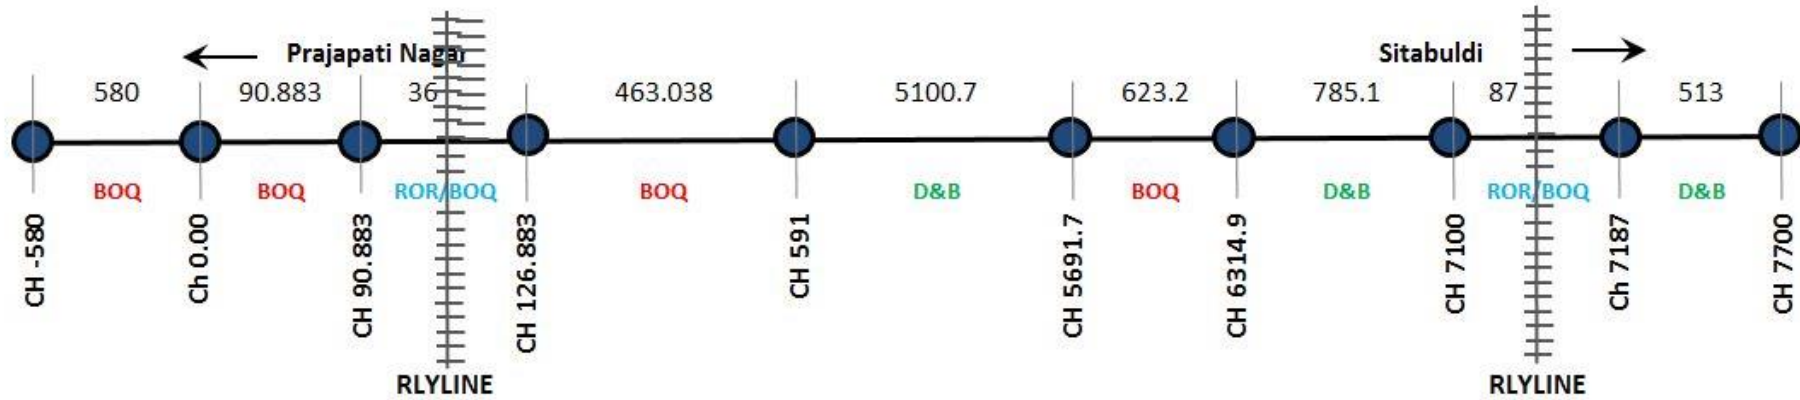 Prajapati Nagar
Sitabuldi
580
90.883
36
463.038
5100.7
623.2
785.1
87
513
BOQ
BOQ
ROR/BOQ
BOQ
D&B
BOQ
D&B
ROR/BOQ
D&B
CH -580
Ch 0.00
CH 90.883
CH 126.883
CH 591
CH 5691.7
CH 6314.9
CH 7100
Ch 7187
CH 7700
RLYLINE
RLYLINE